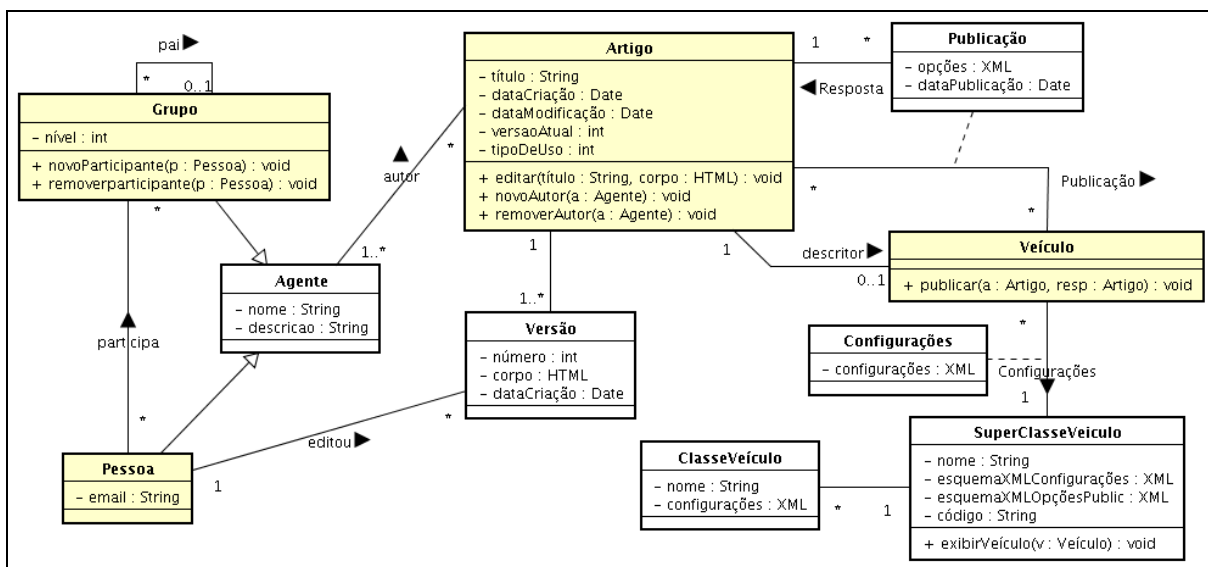 pai
*
0..1
Grupo
– nível : int
+ novoParticipante(p : Pessoa) : void
+ removerparticipante(p : Pessoa) : void
*
participa
*
Agente
– nome : String
– descricao : String
Pessoa
– email : String
1
editou
*
autor
1..*
*
Artigo
– título : String
– dataCriação : Date
– dataModificação : Date
– versaoAtual : int
– tipoDeUso : int
+ editar(título : String, corpo : HTML) : void
+ novoAutor(a : Agente) : void
+ removerAutor(a : Agente) : void
1
1..*
Versão
– número : int
– corpo : HTML
– dataCriação : Date
1
*
Resposta
Publicação
– opções : XML
– dataPublicação : Date
*
Publicação
*
1
descritor
0..1
Veículo
+ publicar(a : Artigo, resp : Artigo) : void
*
Configurações
– configurações : XML
Configurações
1
SuperClasseVeiculo
– nome : String
– esquemaXMLConfigurações : XML
– esquemaXMLOpçõesPublic : XML
– código : String
+ exibirVeículo(v : Veículo) : void
ClasseVeículo
– nome : String
– configurações : XML
*
1